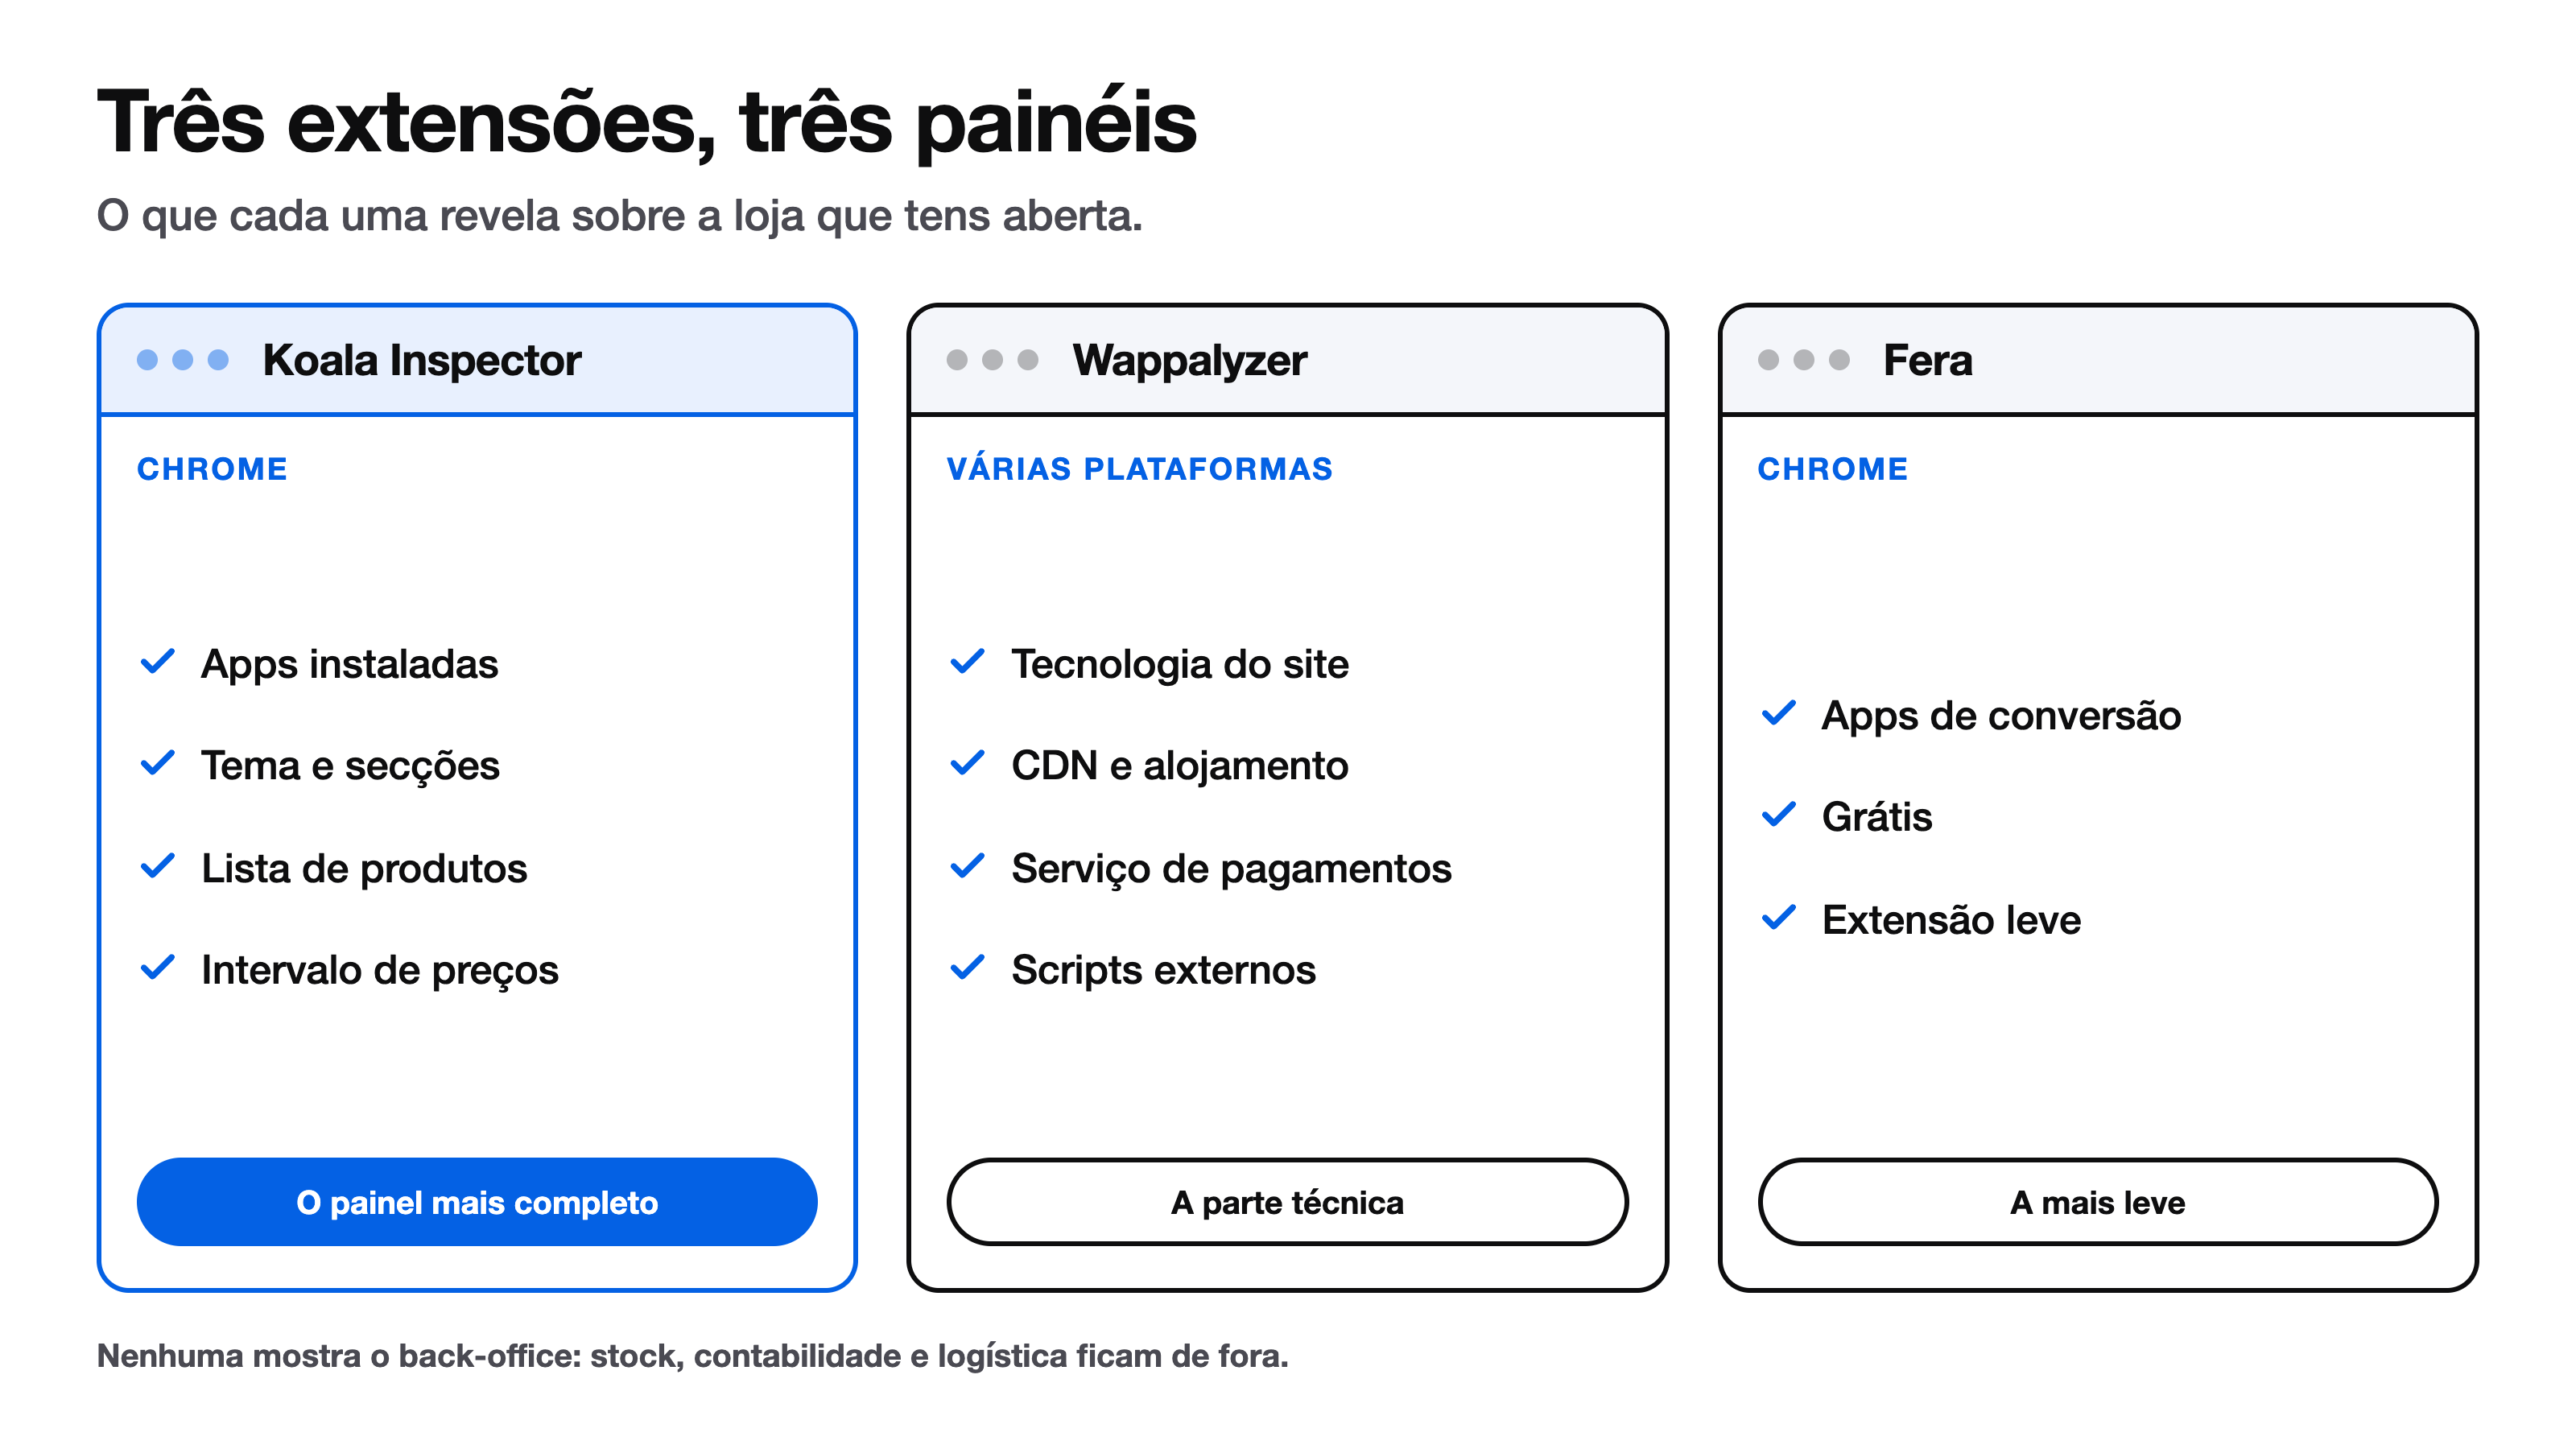 Três extensões, três painéis
O que cada uma revela sobre a loja que tens aberta.
Koala Inspector
CHROME
Apps instaladas
Tema e secções
Lista de produtos
Intervalo de preços
O painel mais completo
Wappalyzer
VÁRIAS PLATAFORMAS
Tecnologia do site
CDN e alojamento
Serviço de pagamentos
Scripts externos
A parte técnica
Fera
CHROME
Apps de conversão
Grátis
Extensão leve
A mais leve
Nenhuma mostra o back-office: stock, contabilidade e logística ficam de fora.